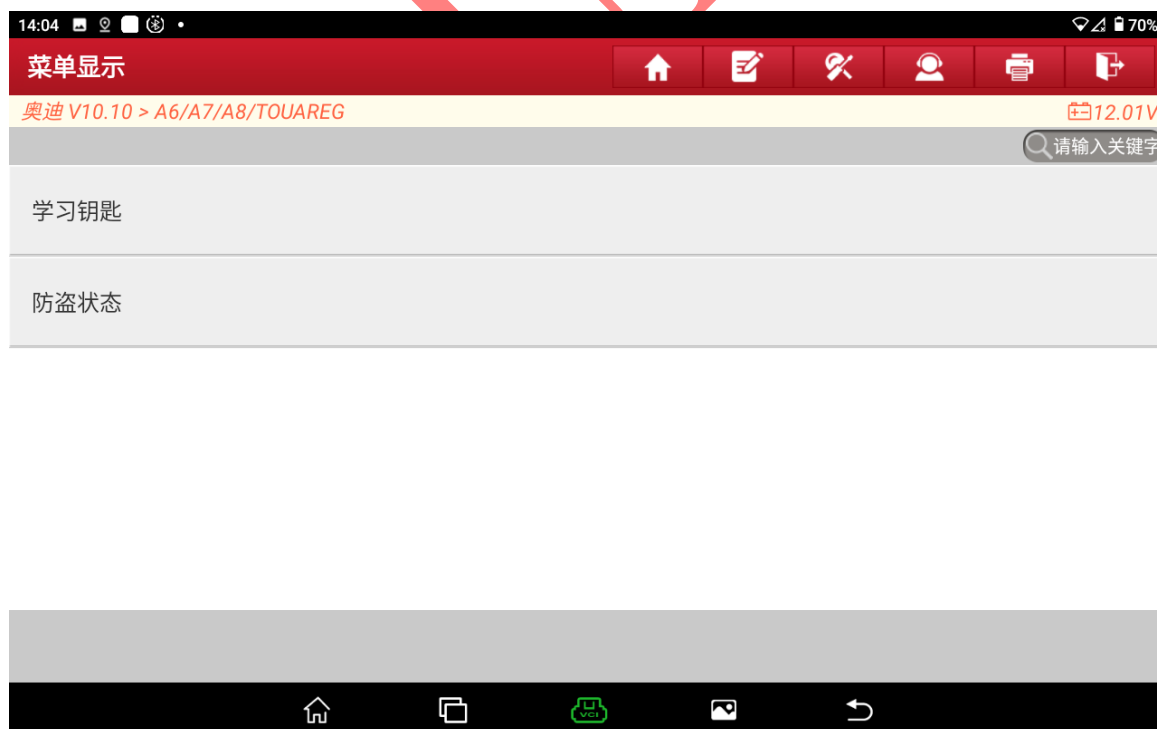 14:04
70%
菜单显示
奥迪 V10.10 > A6/A7/A8/TOUAREG
12.01V
请输入关键字
学习钥匙
防盗状态
VCI